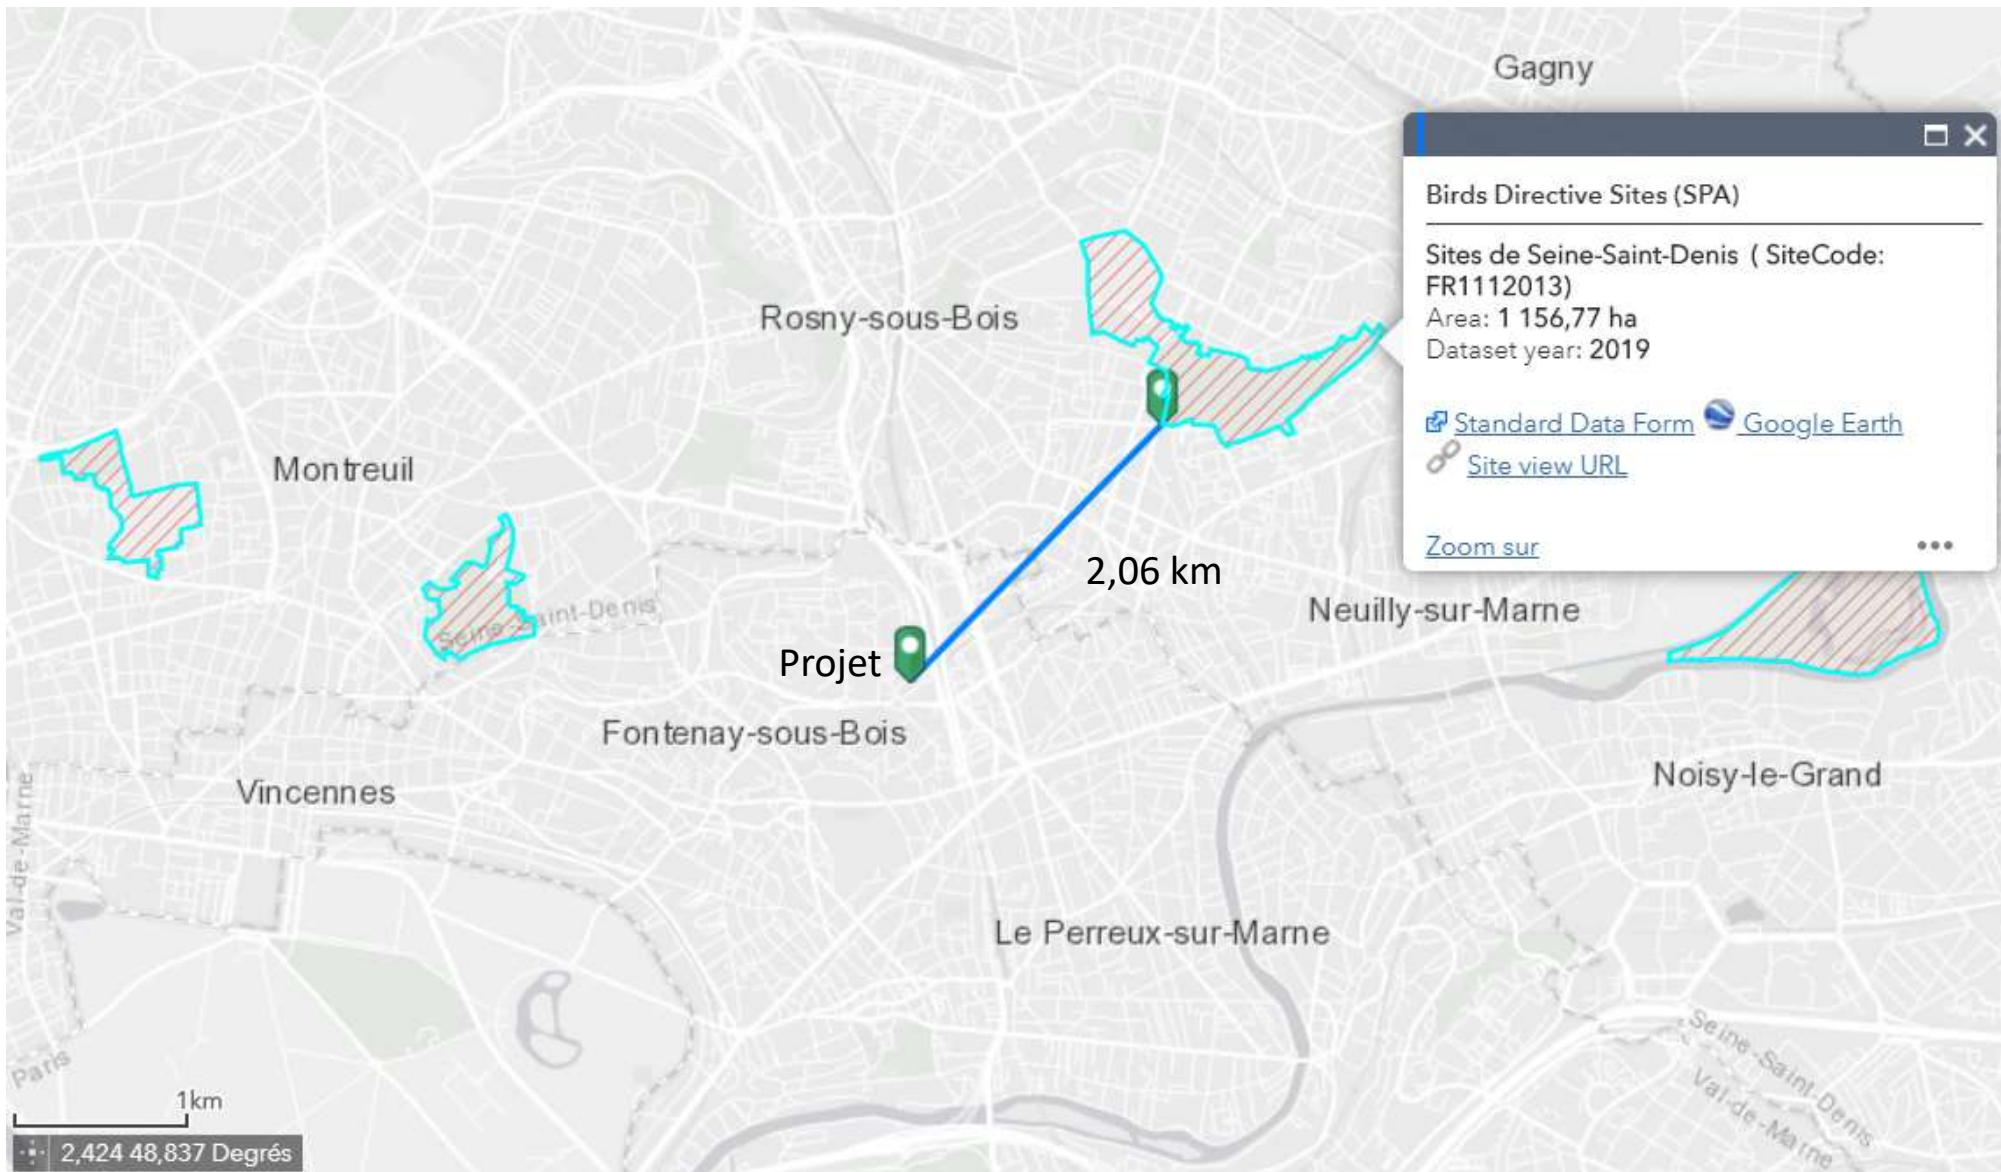 Gagny
Birds Directive Sites (SPA)
Sites de Seine-Saint-Denis ( SiteCode:
FR1112013)
Area: 1 156,77 ha
Dataset year: 2019
Standard Data Form Google Earth
Site view URL
Zoom sur
Rosny-sous-Bois
Montreuil
2,06 km
Neuilly-sur-Marne
Seine-Saint-Denis
Projet
Fontenay-sous-Bois
Noisy-le-Grand
Vincennes
Val-de-Marne
Le Perreux-sur-Marne
Paris
Seine-Saint-Denis
Val-de-Marne
1km
2,424 48,837 Degrés